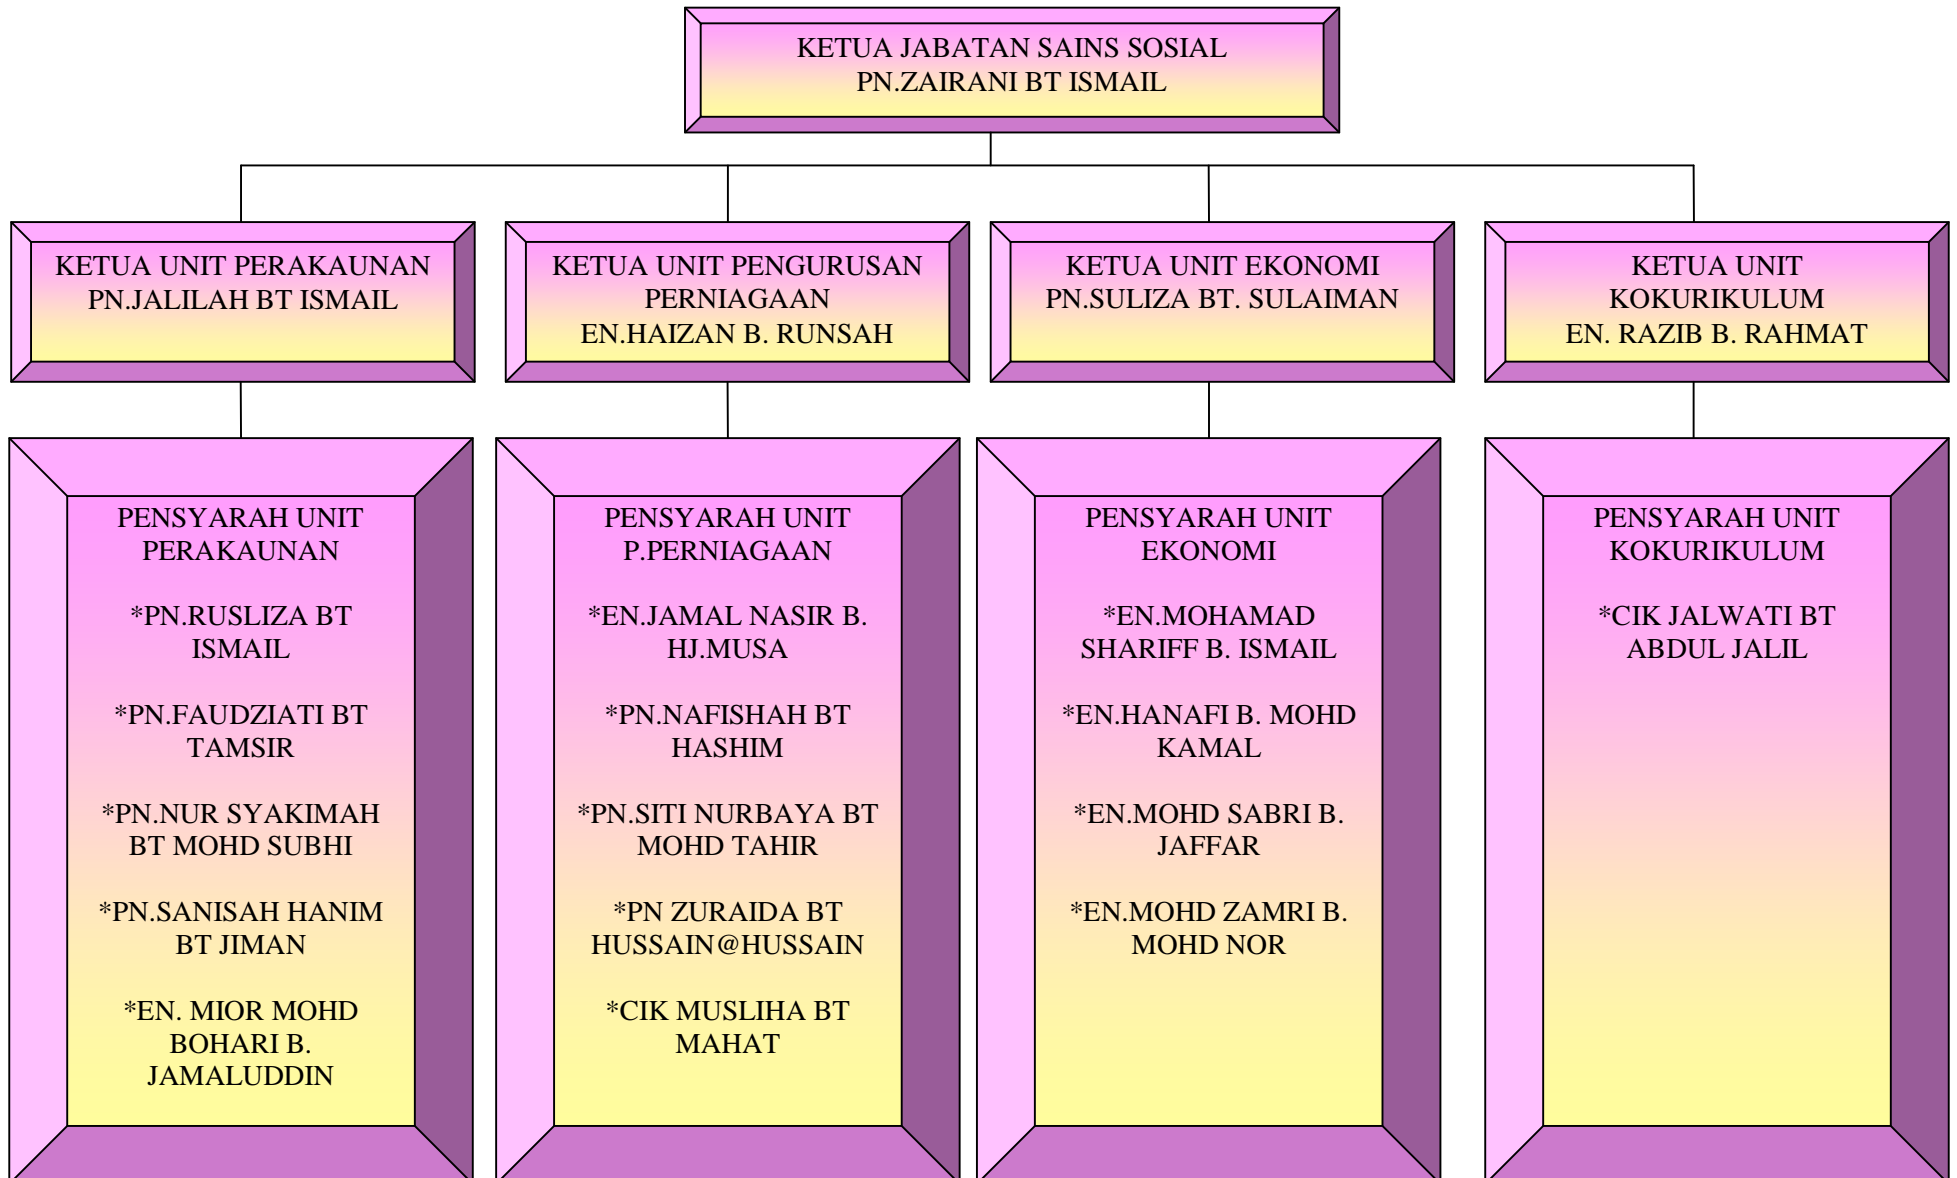 KETUA JABATAN SAINS SOSIAL
PN.ZAIRANI BT ISMAIL
KETUA UNIT PERAKAUNAN
PN.JALILAH BT ISMAIL
KETUA UNIT PENGURUSAN
PERNIAGAAN
EN.HAIZAN B. RUNSAH
KETUA UNIT EKONOMI
PN.SULIZA BT. SULAIMAN
KETUA UNIT
KOKURIKULUM
EN. RAZIB B. RAHMAT
PENSYARAH UNIT
PERAKAUNAN
*PN.RUSLIZA BT
ISMAIL
*PN.FAUDZIATI BT
TAMSIR
*PN.NUR SYAKIMAH
BT MOHD SUBHI
*PN.SANISAH HANIM
BT JIMAN
*EN. MIOR MOHD
BOHARI B.
JAMALUDDIN
PENSYARAH UNIT
P.PERNIAGAAN
*EN.JAMAL NASIR B.
HJ.MUSA
*PN.NAFISHAH BT
HASHIM
*PN.SITI NURBAYA BT
MOHD TAHIR
*PN ZURAIDA BT
HUSSAIN@HUSSAIN
*CIK MUSLIHA BT
MAHAT
PENSYARAH UNIT
EKONOMI
*EN.MOHAMAD
SHARIFF B. ISMAIL
*EN.HANAFI B. MOHD
KAMAL
*EN.MOHD SABRI B.
JAFFAR
*EN.MOHD ZAMRI B.
MOHD NOR
PENSYARAH UNIT
KOKURIKULUM
*CIK JALWATI BT
ABDUL JALIL